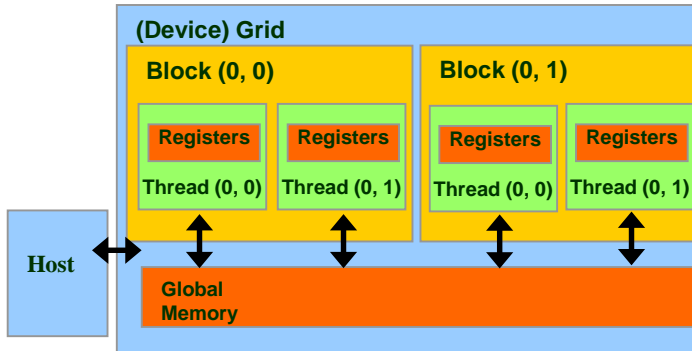 (Device) Grid
Block (0, 0)
Block (0, 1)
Registers
Registers
Registers
Registers
Thread (0, 0)
Thread (0, 1)
Thread (0, 0)
Thread (0, 1)
Host
Global
Memory